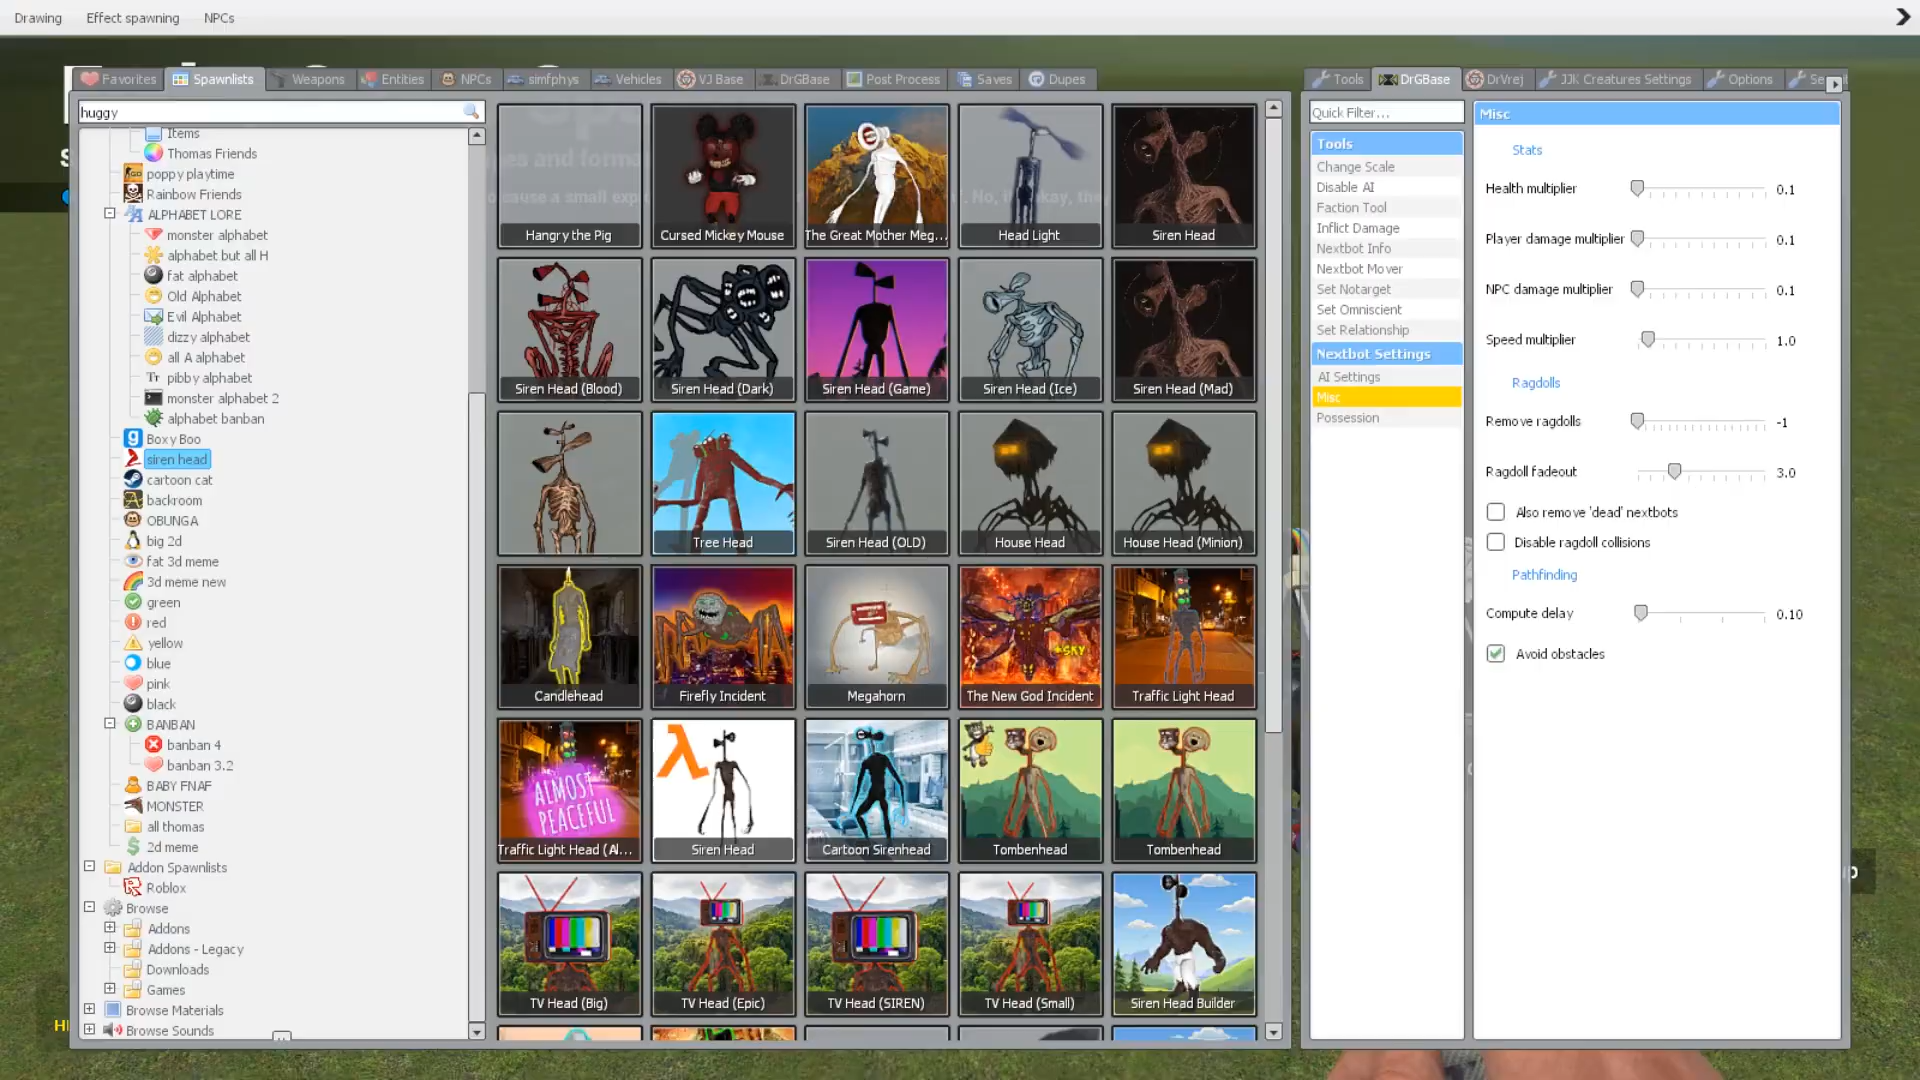 Drawing Effect spawning NPCs
Favorites Spawnlists Weapons Entities NPCs simfphys Vehicles VJ Base DrGBase Post Process Saves Dupes
Tools DrGBase DrVrej JJK Creatures Settings Options
huggy
Items
Thomas Friends
poppy playtime
Rainbow Friends
ALPHABET LORE
monster alphabet
alphabet but all H
fat alphabet
Old Alphabet
Evil Alphabet
dizzy alphabet
all A alphabet
Tr pibby alphabet
monster alphabet 2
alphabet banban
Boxy Boo
siren head
cartoon cat
backroom
OBUNGA
big 2d
fat 3d meme
3d meme new
green
red
yellow
blue
pink
black
BANBAN
banban 4
banban 3.2
BABY FNAF
MONSTER
all thomas
2d meme
Addon Spawnlists
Roblox
Browse
Addons
Addons - Legacy
Downloads
Games
Browse Materials
Browse Sounds
Hangry the Pig
Cursed Mickey Mouse
The Great Mother Meg...
Head Light
Siren Head
Siren Head (Blood)
Siren Head (Dark)
Siren Head (Game)
Siren Head (Ice)
Siren Head (Mad)
Tree Head
Siren Head (OLD)
House Head
House Head (Minion)
Candlehead
Firefly Incident
Megahorn
+SKY
The New God Incident
Traffic Light Head
ALMOST
PEACEFUL
Traffic Light Head (Al...
λ
Siren Head
Cartoon Sirenhead
Tombenhead
Tombenhead
TV Head (Big)
TV Head (Epic)
TV Head (SIREN)
TV Head (Small)
Siren Head Builder
Quick Filter...
Tools
Change Scale
Disable AI
Faction Tool
Inflict Damage
Nextbot Info
Nextbot Mover
Set Notarget
Set Omniscient
Set Relationship
Nextbot Settings
AI Settings
Misc
Possession
Misc
Stats
Health multiplier 0.1
Player damage multiplier 0.1
NPC damage multiplier 0.1
Speed multiplier 1.0
Ragdolls
Remove ragdolls -1
Ragdoll fadeout 3.0
Also remove 'dead' nextbots
Disable ragdoll collisions
Pathfinding
Compute delay 0.10
Avoid obstacles